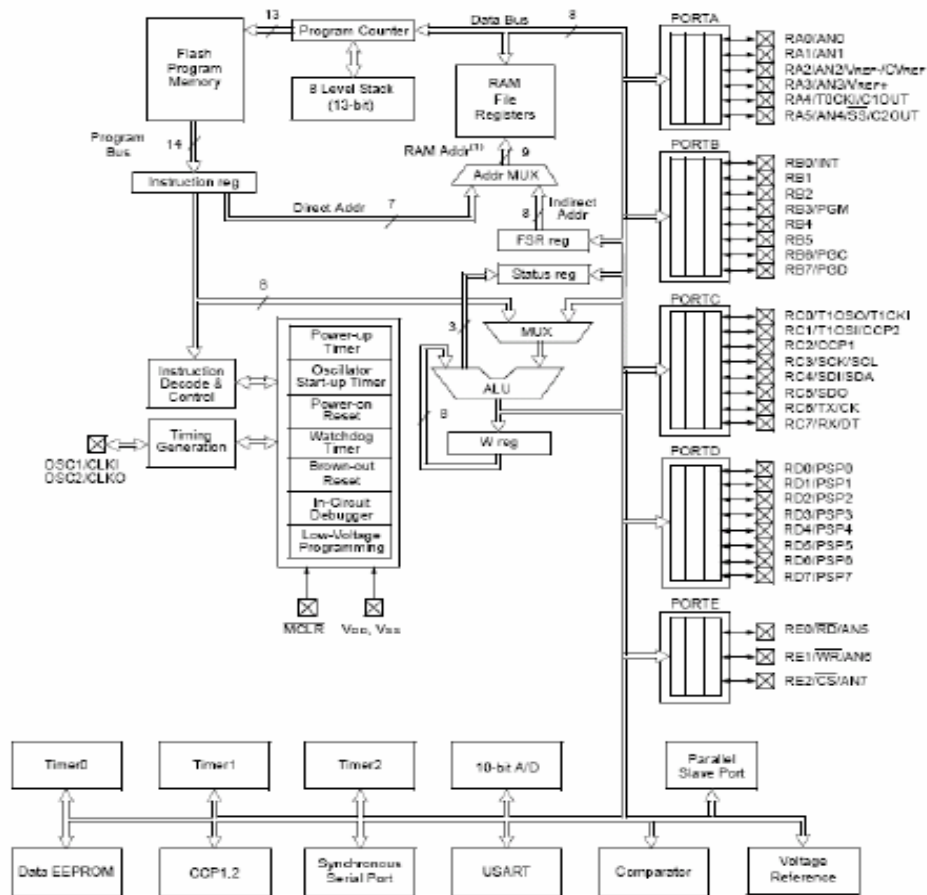 13
Data Bus
8
PORTA
Program Counter
Flash
Program
Memory
8 Level Stack
(13-bit)
RAM
File
Registers
RA0/AN0
RA1/AN1
RA2/AN2/VREF-/CVREF
RA3/AN3/VREF+
RA4/T0CKI/C1OUT
RA5/AN4/SS/C2OUT
Program
Bus
14
RAM Addr(1)
9
PORTB
Instruction reg
Addr MUX
Direct Addr
7
8
Indirect
Addr
RB0/INT
RB1
RB2
RB3/PGM
RB4
RB5
RB6/PGC
RB7/PGD
FSR reg
Status reg
8
3
MUX
PORTC
RC0/T1OSO/T1CKI
RC1/T1OSI/CCP2
RC2/CCP1
RC3/SCK/SCL
RC4/SDI/SDA
RC5/SDO
RC6/TX/CK
RC7/RX/DT
Power-up
Timer
Oscillator
Start-up Timer
Power-on
Reset
Watchdog
Timer
Brown-out
Reset
In-Circuit
Debugger
Low-Voltage
Programming
Instruction
Decode &
Control
Timing
Generation
OSC1/CLKI
OSC2/CLKO
ALU
8
W reg
PORTD
RD0/PSP0
RD1/PSP1
RD2/PSP2
RD3/PSP3
RD4/PSP4
RD5/PSP5
RD6/PSP6
RD7/PSP7
MCLR
VDD, VSS
PORTE
RE0/RD/AN5
RE1/WR/AN6
RE2/CS/AN7
Timer0
Timer1
Timer2
10-bit A/D
Parallel
Slave Port
Data EEPROM
CCP1,2
Synchronous
Serial Port
USART
Comparator
Voltage
Reference